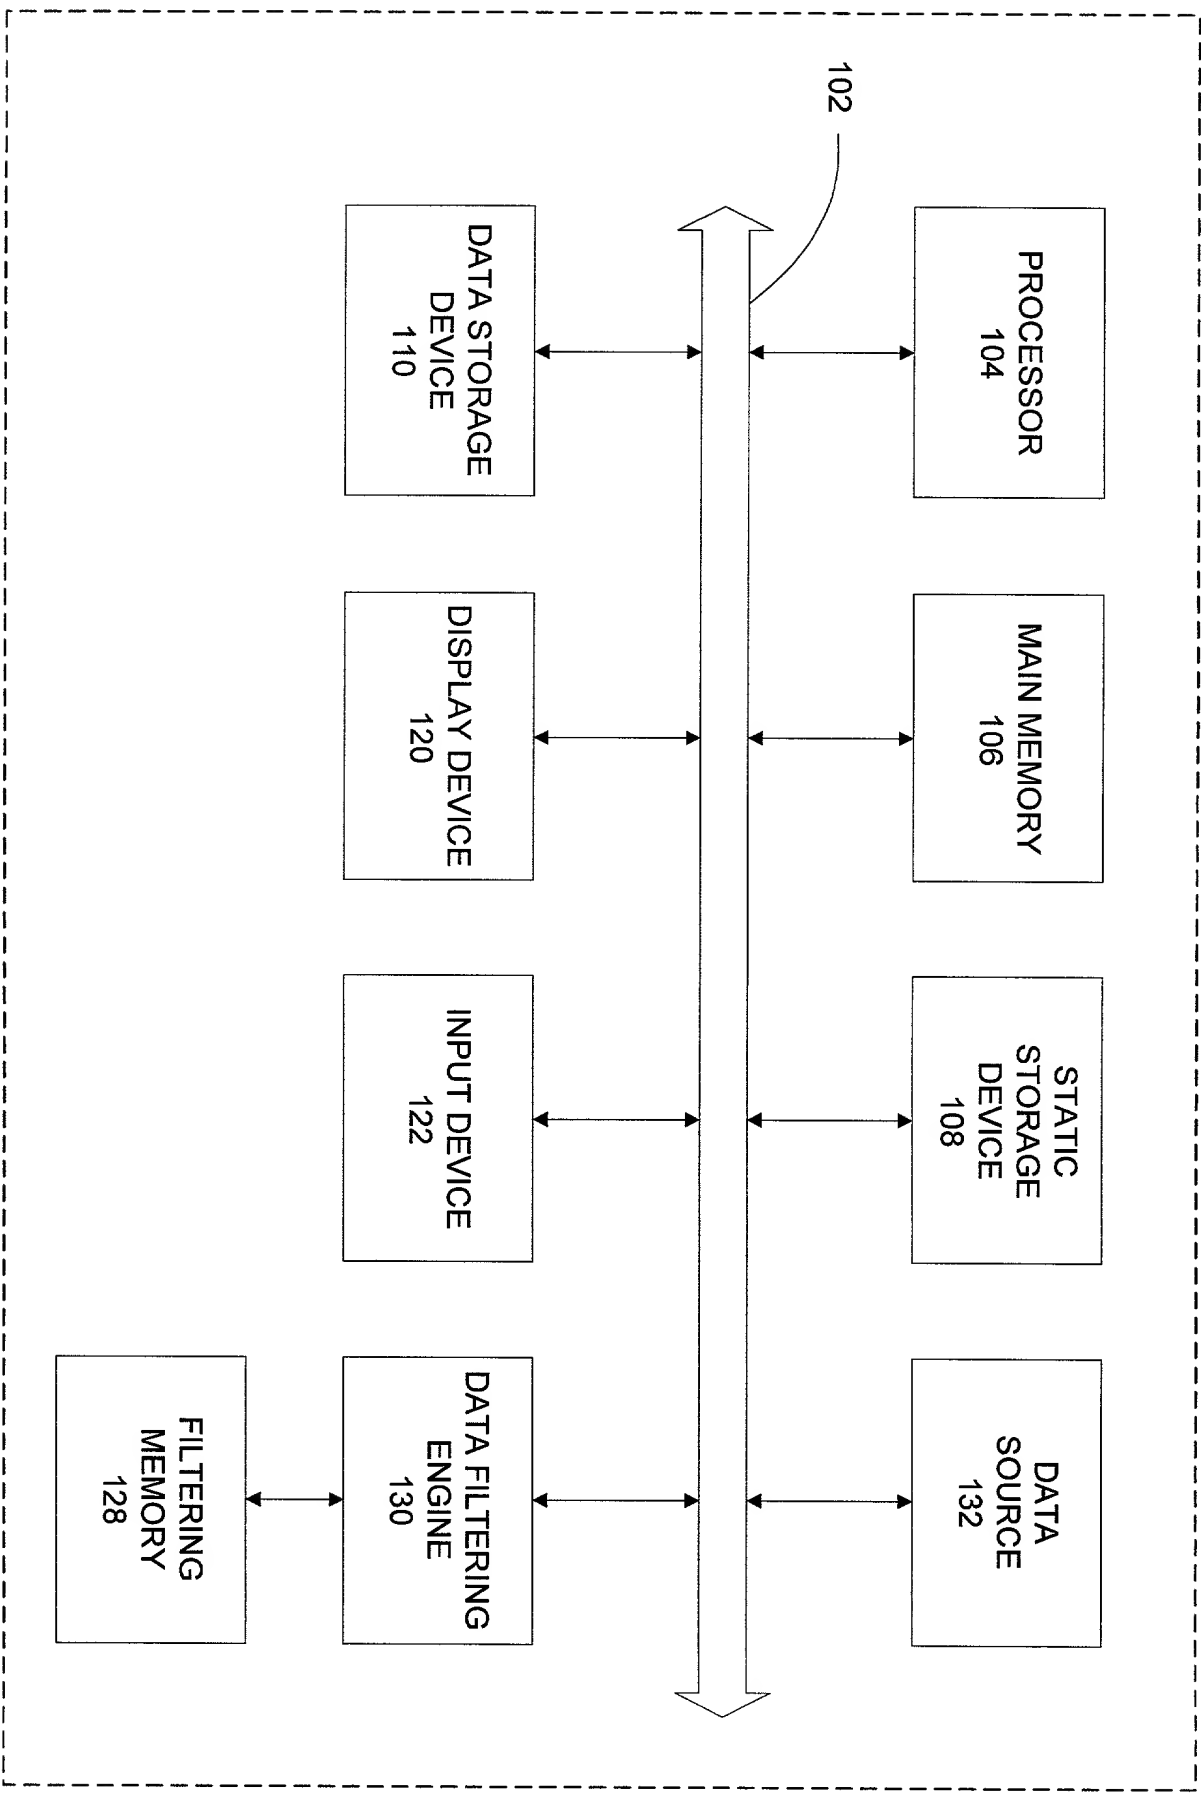 102
PROCESSOR
104
MAIN MEMORY
106
STATIC
STORAGE
DEVICE
108
DATA
SOURCE
132
DATA STORAGE
DEVICE
110
DISPLAY DEVICE
120
INPUT DEVICE
122
DATA FILTERING
ENGINE
130
FILTERING
MEMORY
128